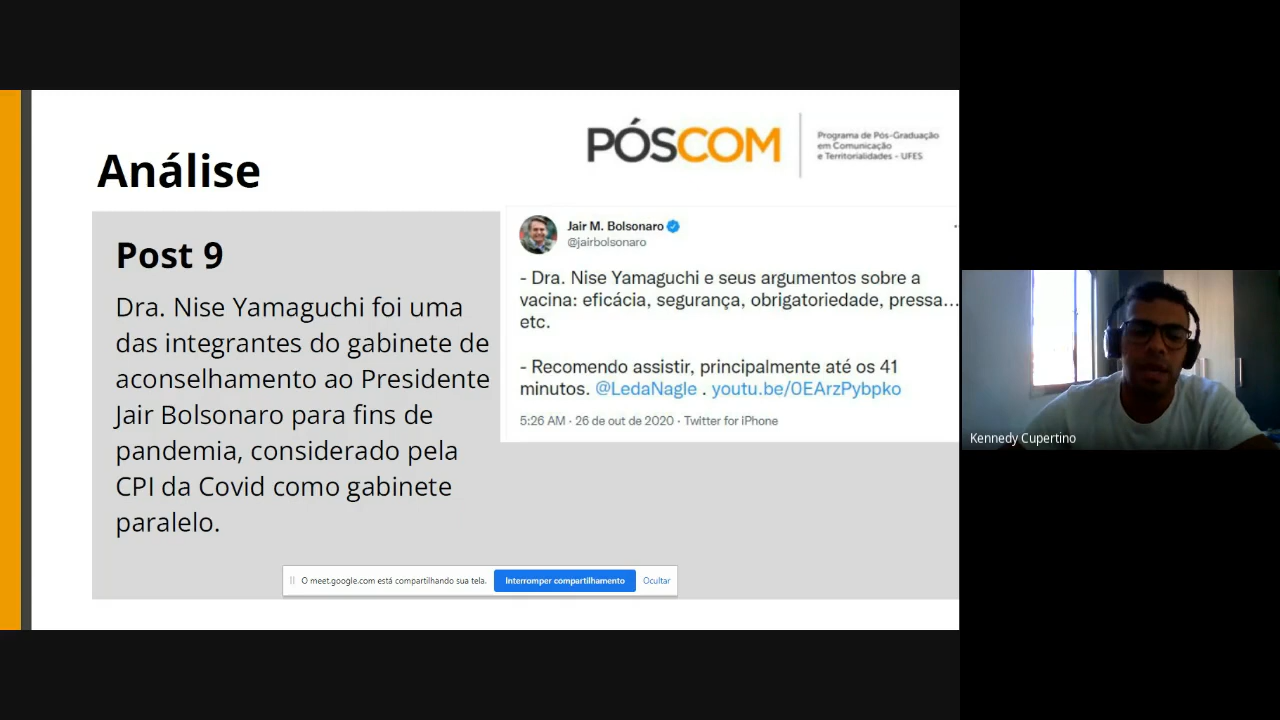 PÓSCOM
Programa de Pós-Graduação
em Comunicação
e Territorialidades - UFES
Análise
Post 9
Dra. Nise Yamaguchi foi uma
das integrantes do gabinete de
aconselhamento ao Presidente
Jair Bolsonaro para fins de
pandemia, considerado pela
CPI da Covid como gabinete
paralelo.
Jair M. Bolsonaro
@jairbolsonaro
- Dra. Nise Yamaguchi e seus argumentos sobre a
vacina: eficácia, segurança, obrigatoriedade, pressa...
etc.
- Recomendo assistir, principalmente até os 41
minutos. @LedaNagle . youtu.be/0EArzPybpko
5:26 AM · 26 de out de 2020 · Twitter for iPhone
O meet.google.com está compartilhando sua tela.
Interromper compartilhamento
Ocultar
Kennedy Cupertino